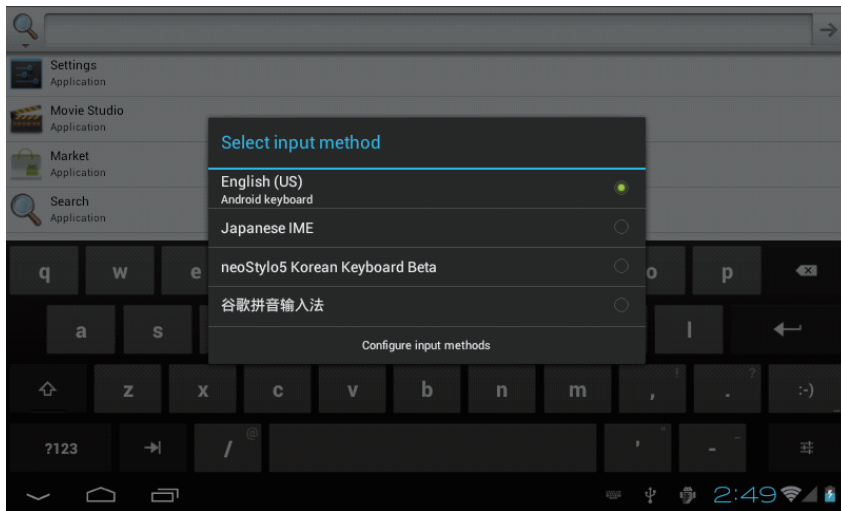 Settings
Application
Movie Studio
Application
Market
Application
Search
Application
Select input method
English (US)
Android keyboard
Japanese IME
neoStylo5 Korean Keyboard Beta
谷歌拼音输入法
Configure input methods
q w e o p
a s l
z x c v b n m , ! . ? :-)
?123 / @ ' " - _
2:49